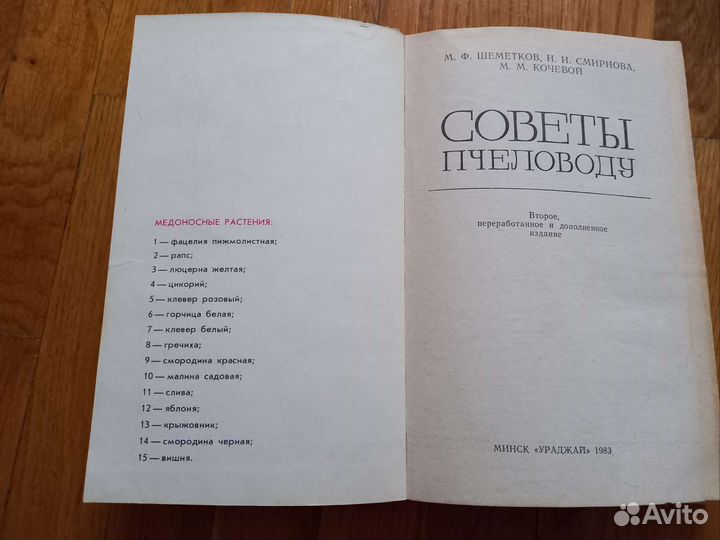 МЕДОНОСНЫЕ РАСТЕНИЯ:
1 — фацелия пижмолистная;
2 — рапс;
3 — люцерна желтая;
4 — цикорий;
5 — клевер розовый;
6 — горчица белая;
7 — клевер белый;
8 — гречиха;
9 — смородина красная;
10 — малина садовая;
11 — слива;
12 — яблоня;
13 — крыжовник;
14 — смородина черная;
15 — вишня.
М. Ф. ШЕМЕТКОВ, Н. И. СМИРНОВА,
М. М. КОЧЕВОЙ
СОВЕТЫ
ПЧЕЛОВОДУ
Второе,
переработанное и дополненное
издание
МИНСК «УРАДЖАЙ» 1983
Avito